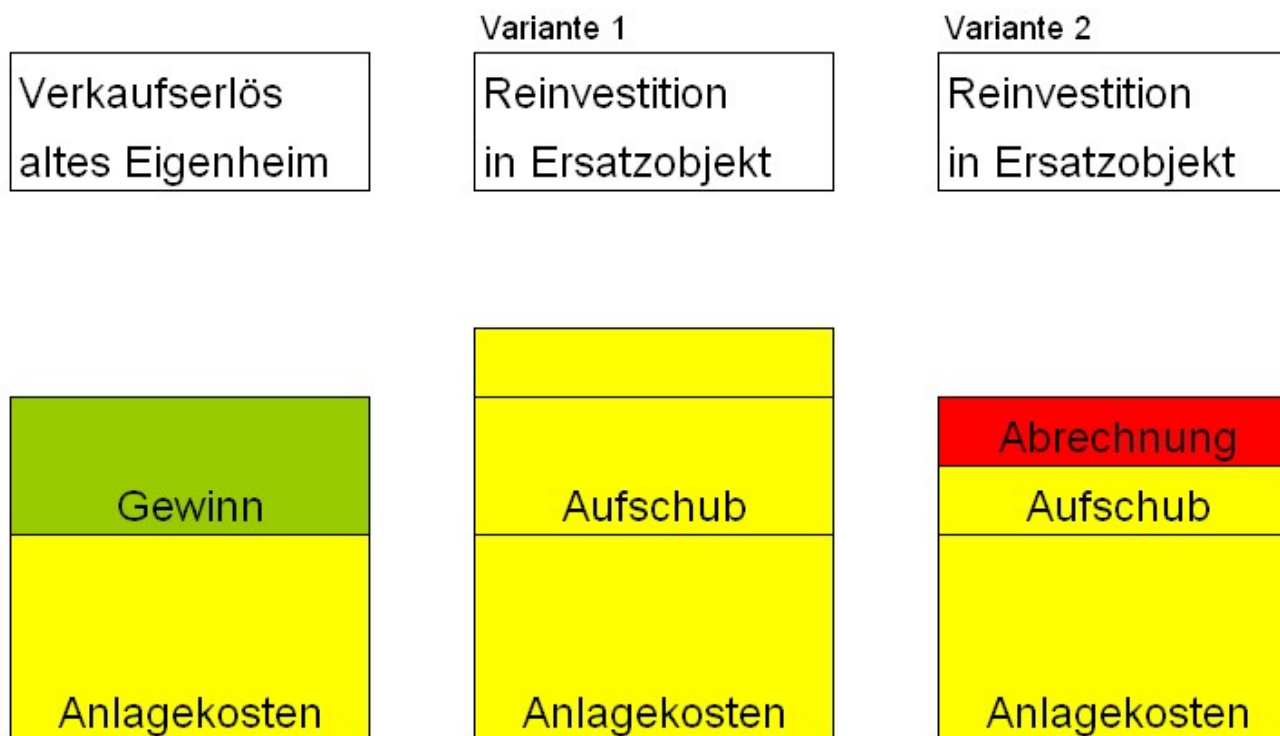 Variante 1
Variante 2
Verkaufserlös
altes Eigenheim
Reinvestition
in Ersatzobjekt
Reinvestition
in Ersatzobjekt
Gewinn
Anlagekosten
Aufschub
Anlagekosten
Abrechnung
Aufschub
Anlagekosten